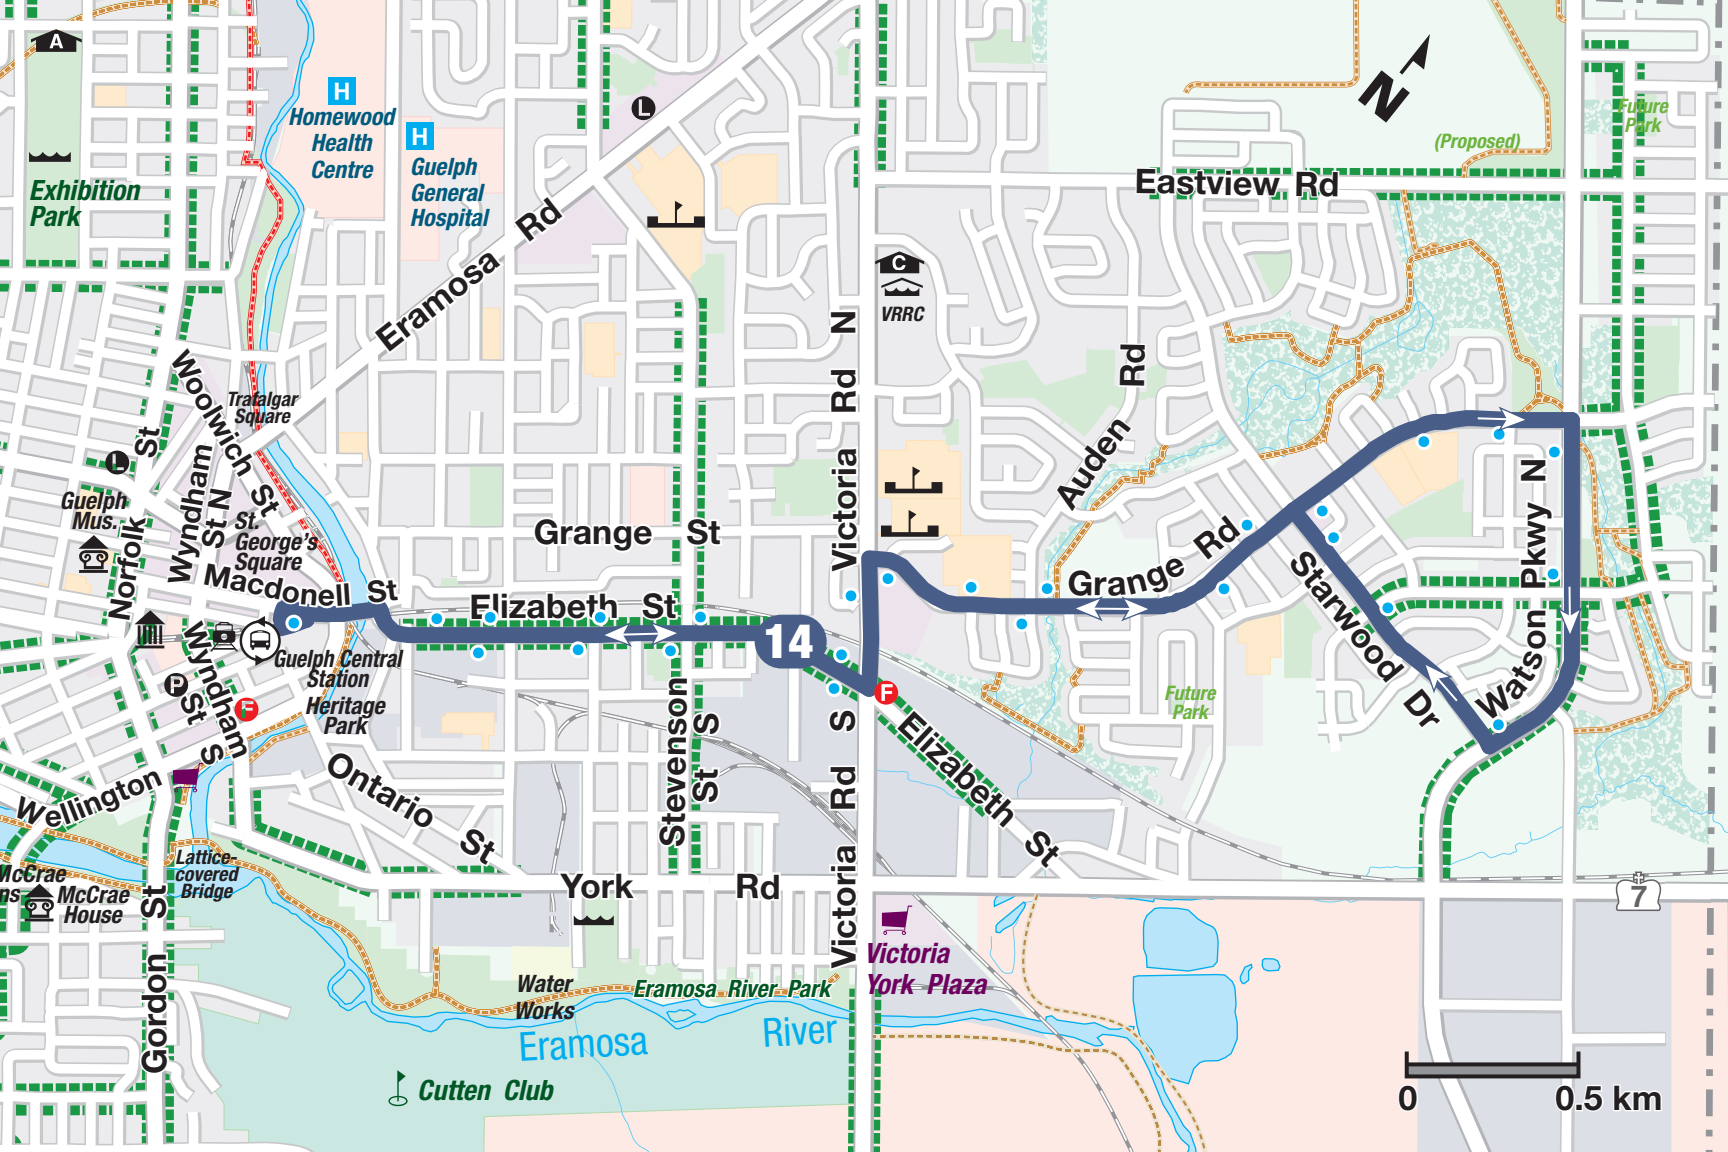 A
H
Homewood
Health
Centre
H
Guelph
General
Hospital
L
N
(Proposed)
Future
Park
Eastview Rd
Exhibition
Park
Eramosa Rd
C
VRRC
Woolwich St
Trafalgar
Square
Victoria Rd N
Auden Rd
L
Norfolk St
Wyndham
St N
Guelph
Mus.
St.
George's
Square
Grange St
Macdonell St
Elizabeth St
14
Grange Rd
Starwood Dr
Watson Pkwy N
Guelph Central
Station
Heritage
Park
P
F
Wyndham
St S
F
Future
Park
Stevenson
St S
Victoria Rd S
Elizabeth St
Wellington
St
Ontario St
Lattice-
covered
Bridge
McCrae
ns
McCrae
House
York Rd
7
Gordon St
Victoria
York Plaza
Water
Works
Eramosa River Park
Eramosa River
Cutten Club
0 0.5 km